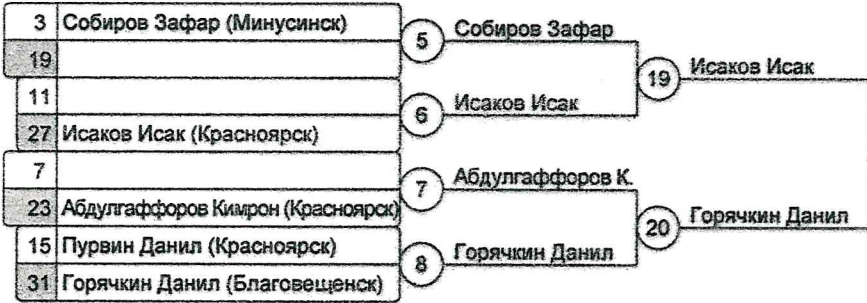 3 Собиров Зафар (Минусинск)
19
5 Собиров Зафар
11
27 Исаков Исак (Красноярск)
6 Исаков Исак
19 Исаков Исак
7
23 Абдулгаффоров Кимрон (Красноярск)
7 Абдулгаффоров К.
15 Пурвин Данил (Красноярск)
31 Горячкин Данил (Благовещенск)
8 Горячкин Данил
20 Горячкин Данил